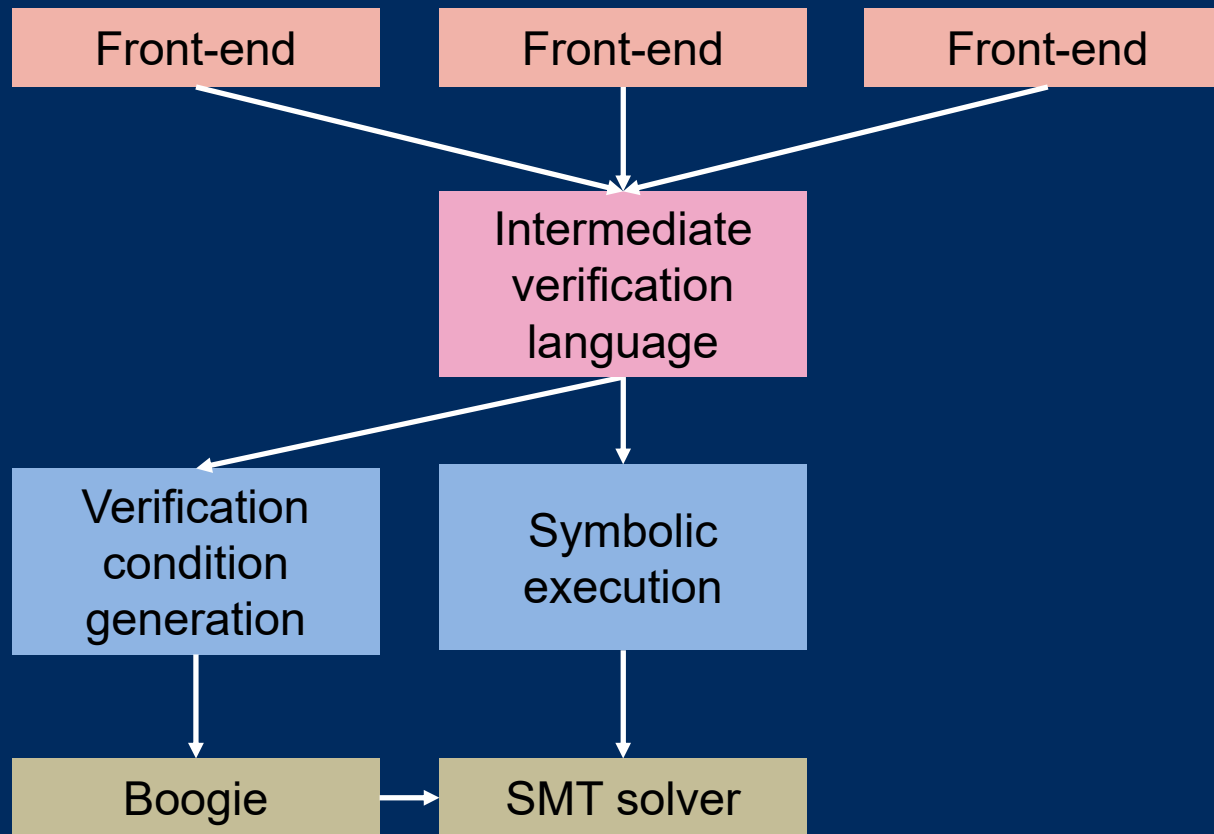 Front-end
Front-end
Front-end
Intermediate
verification
language
Verification
condition
generation
Symbolic
execution
Boogie
SMT solver